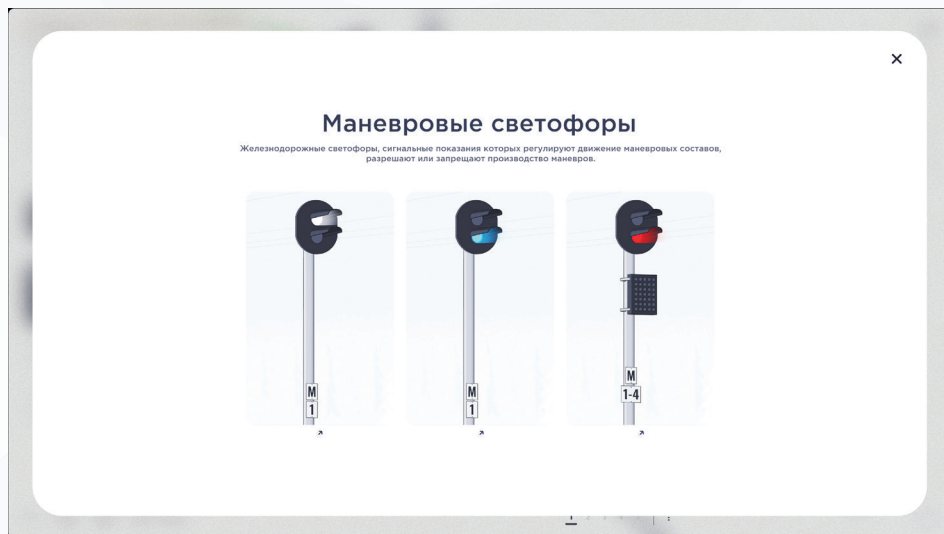 Маневровые светофоры
Железнодорожные светофоры, сигнальные показания которых регулируют движение маневровых составов,
разрешают или запрещают производство маневров.
М
1
М
1
М
1-4
1